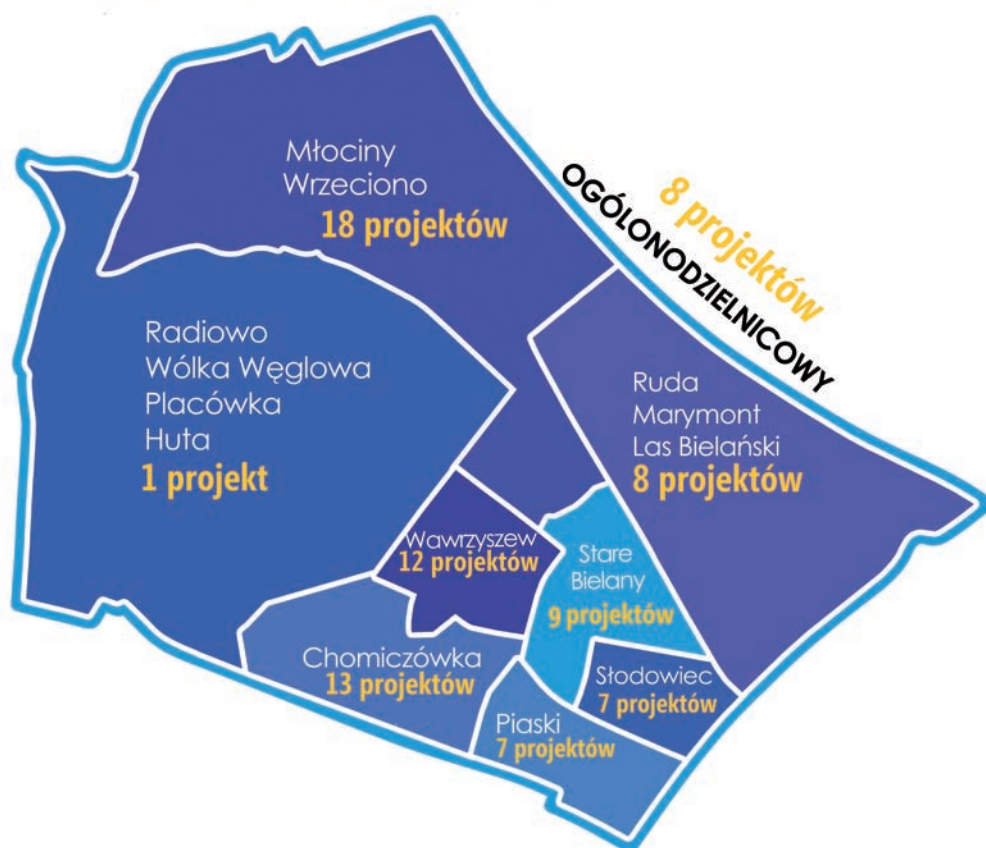 Młociny
Wrzeciono
18 projektów
8 projektów
OGÓLONODZIELNICOWY
Radiowo
Wólka Węglowa
Placówka
Huta
1 projekt
Ruda
Marymont
Las Bielański
8 projektów
Wawrzyszew
12 projektów
Stare
Bielany
9 projektów
Chomiczówka
13 projektów
Słodowiec
7 projektów
Piaski
7 projektów